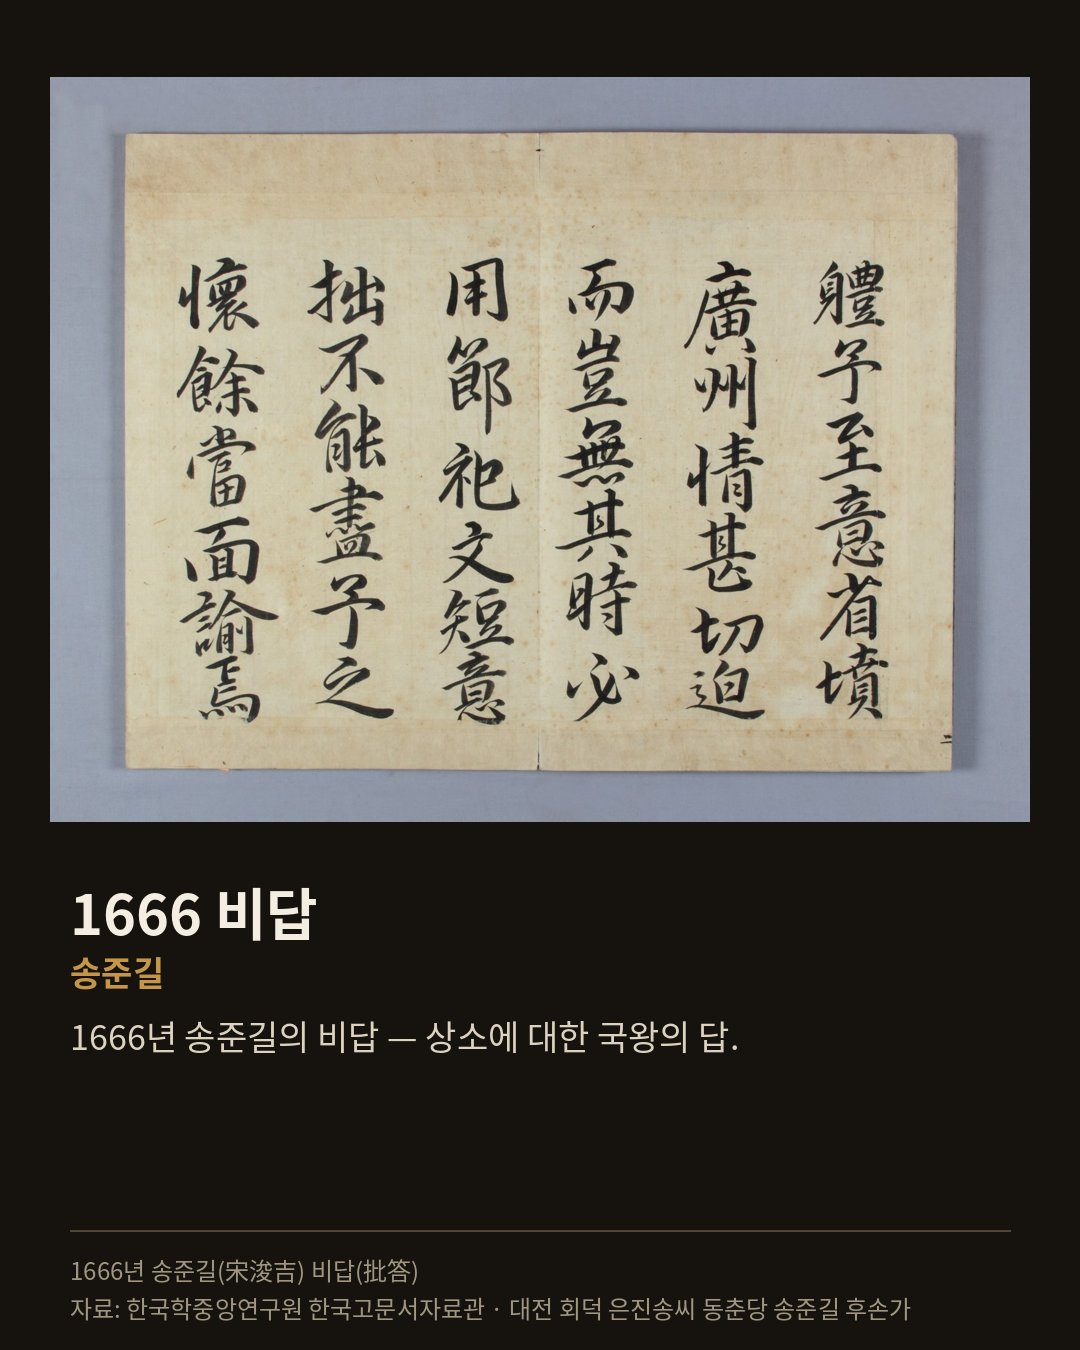 軆予至意省墳
廣州情甚切迫
而豈無其時必
用節祀文短意
拙不能盡予之
懷餘當面諭焉
二
1666 비답
송준길
1666년 송준길의 비답 — 상소에 대한 국왕의 답.
1666년 송준길(宋浚吉) 비답(批答)
자료: 한국학중앙연구원 한국고문서자료관 · 대전 회덕 은진송씨 동춘당 송준길 후손가